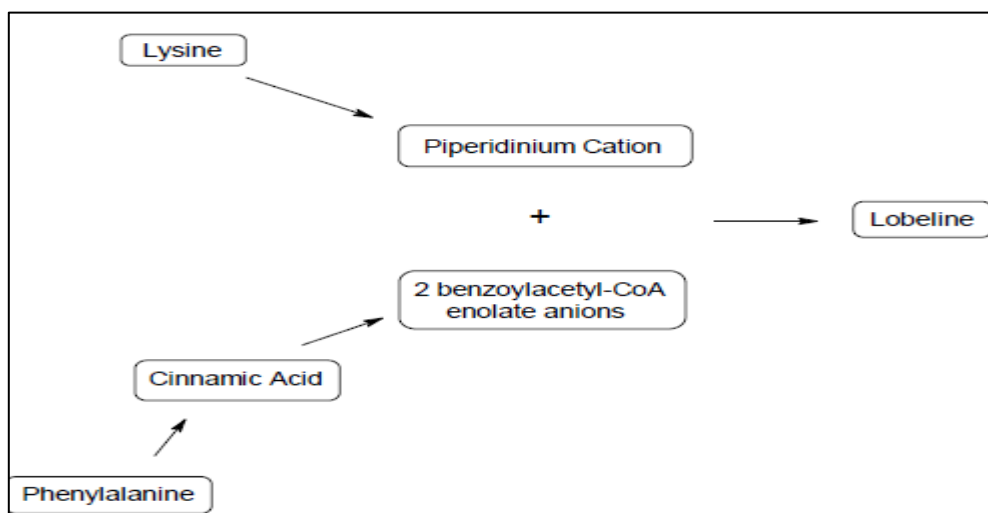 Lysine
Piperidinium Cation
+
Lobeline
2 benzoylacetyl-CoA
enolate anions
Cinnamic Acid
Phenylalanine